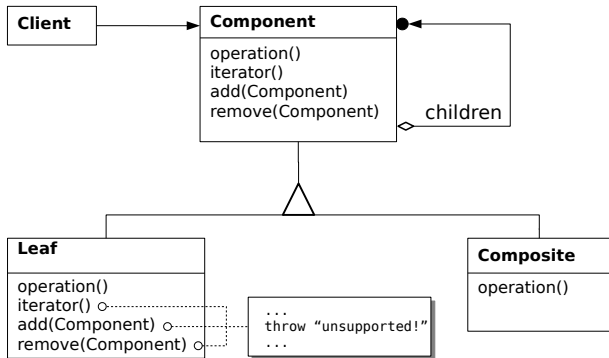 Client
Component
operation()
iterator()
add(Component)
remove(Component)
children
Leaf
operation()
iterator()
add(Component)
remove(Component)
...
throw “unsupported!”
...
Composite
operation()